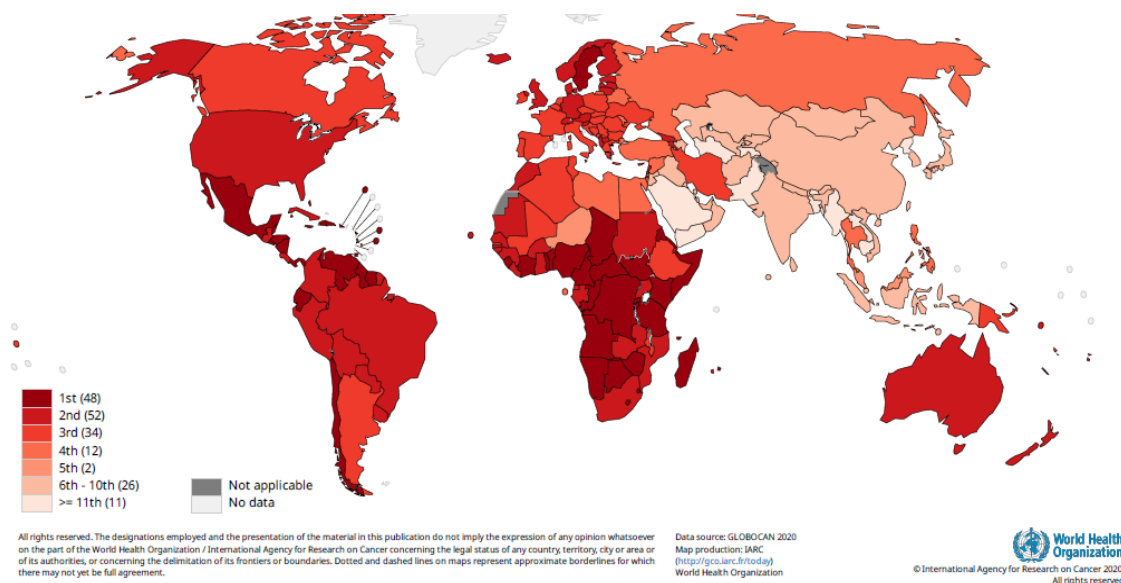 1st (48)
2nd (52)
3rd (34)
4th (12)
5th (2)
6th - 10th (26)
>= 11th (11)
Not applicable
No data
All rights reserved. The designations employed and the presentation of the material in this publication do not imply the expression of any opinion whatsoever
on the part of the World Health Organization / International Agency for Research on Cancer concerning the legal status of any country, territory, city or area or
of its authorities, or concerning the delimitation of its frontiers or boundaries. Dotted and dashed lines on maps represent approximate borderlines for which
there may not yet be full agreement.
Data source: GLOBOCAN 2020
Map production: IARC
(http://gco.iarc.fr/today)
World Health Organization
World Health
Organization
© International Agency for Research on Cancer 2020
All rights reserved